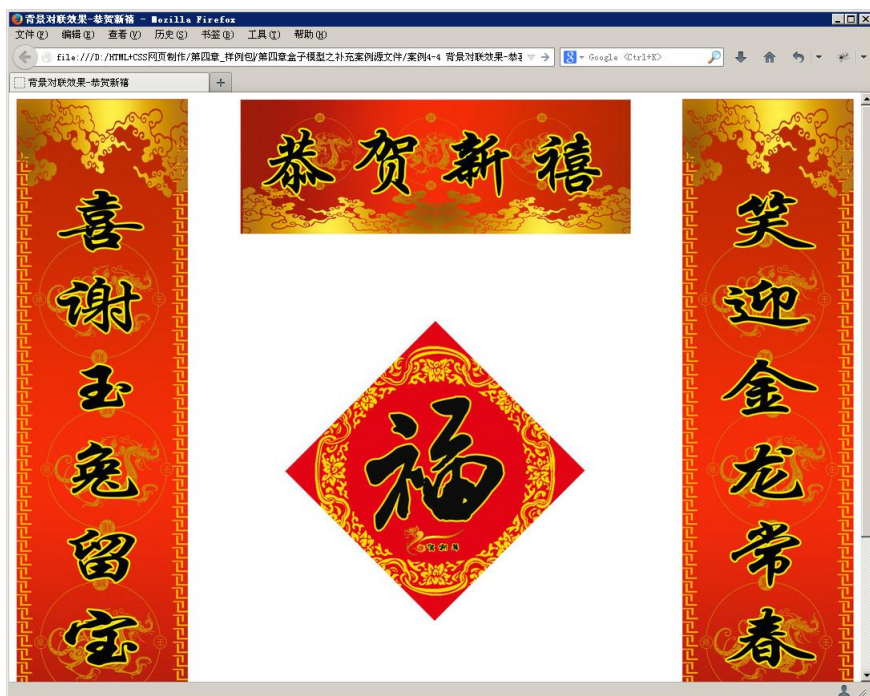 背景对联效果-恭贺新禧 - Mozilla Firefox
文件(F) 编辑(E) 查看(V) 历史(S) 书签(B) 工具(T) 帮助(H)
file:///D:/HTML+CSS网页制作/第四章_样例包/第四章盒子模型之补充案例源文件/案例4-4 背景对联效果-恭
Google <Ctrl+K>
背景对联效果-恭贺新禧
恭贺新禧
喜谢玉兔留宝
笑迎金龙常春
福
贺新年